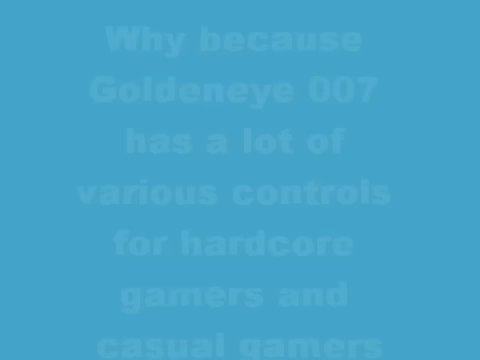 Why because
Goldeneye 007
has a lot of
various controls
for hardcore
gamers and
casual gamers